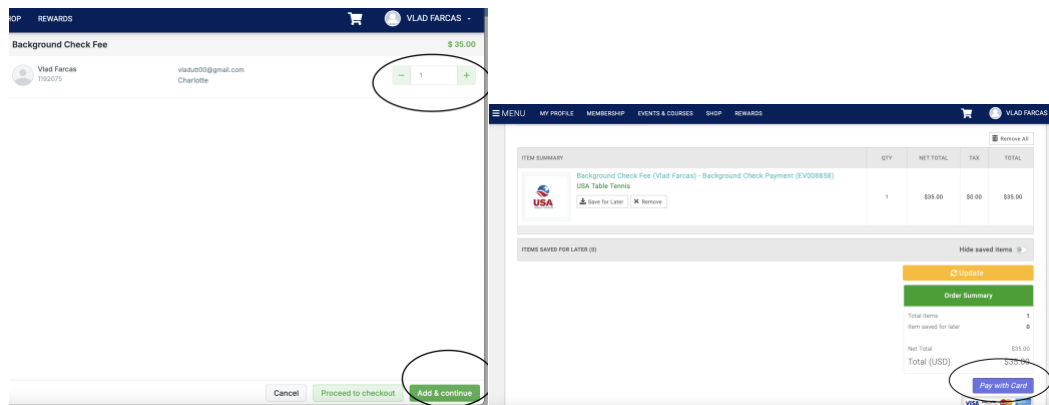 HOP REWARDS VLAD FARCAS
Background Check Fee $ 35.00
Vlad Farcas vladutt00@gmail.com
1192075 Charlotte
− 1 +
Cancel Proceed to checkout Add & continue
MENU MY PROFILE MEMBERSHIP EVENTS & COURSES SHOP REWARDS VLAD FARCAS
Remove All
ITEM SUMMARY QTY NET TOTAL TAX TOTAL
Background Check Fee (Vlad Farcas) - Background Check Payment (EV008858)
USA Table Tennis
Save for Later Remove
1 $35.00 $0.00 $35.00
USA
ITEMS SAVED FOR LATER (0) Hide saved items
Update
Order Summary
Total items 1
Item saved for later 0
Net Total $35.00
Total (USD) $35.00
Pay with Card
VISA